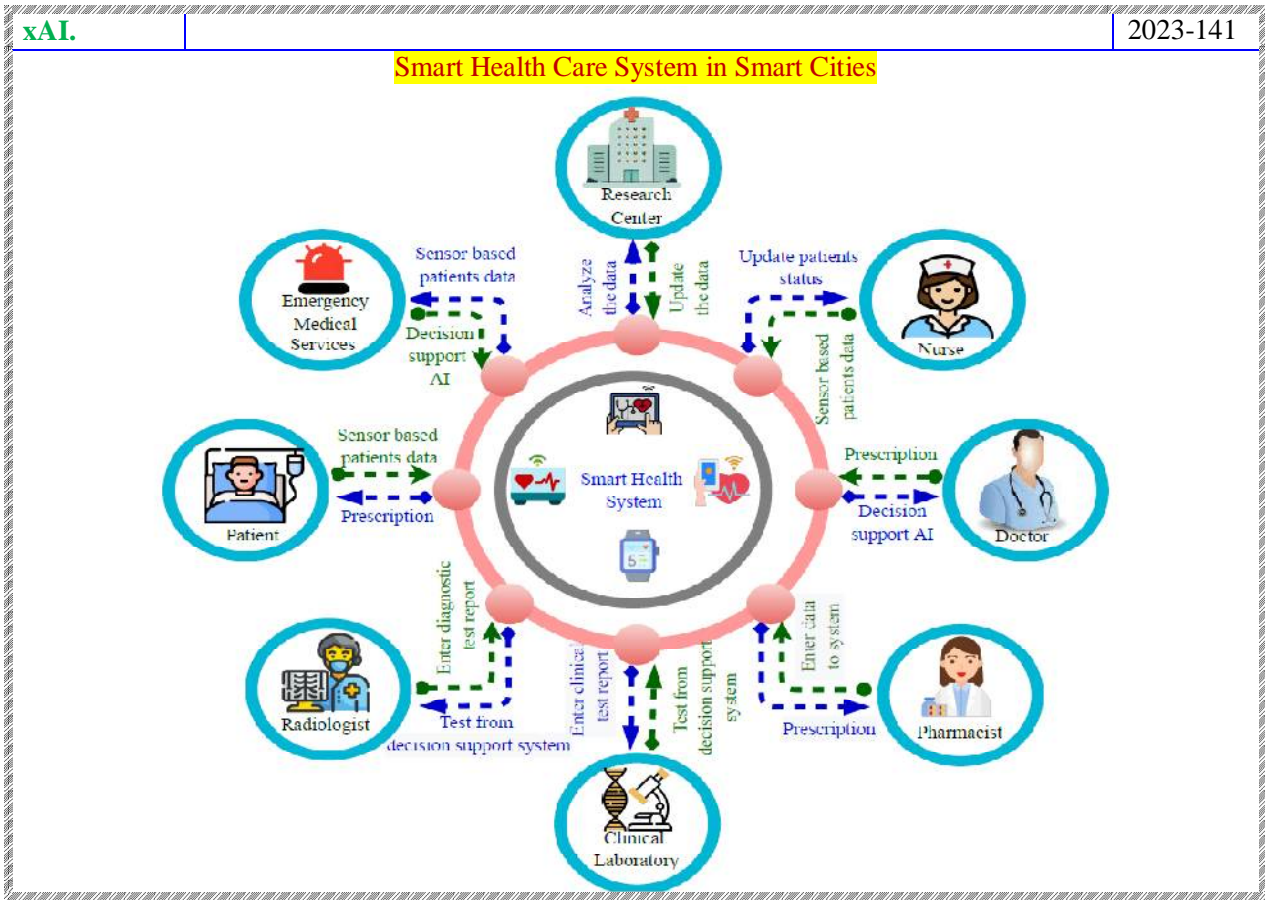 xAI.
2023-141
Smart Health Care System in Smart Cities
Research
Center
Sensor based
patients data
Analyze
the data
Update
the data
Update patients
status
Emergency
Medical
Services
Decision
support
AI
Nurse
Sensor based
patients data
Sensor based
patients data
Prescription
Patient
Smart Health
System
5
Prescription
Decision
support AI
Doctor
Enter diagnostic
test report
Test from
decision support system
Radiologist
Enter clinical
test report
Test from
decision support
system
Enter data
to system
Prescription
Pharmacist
Clinical
Laboratory